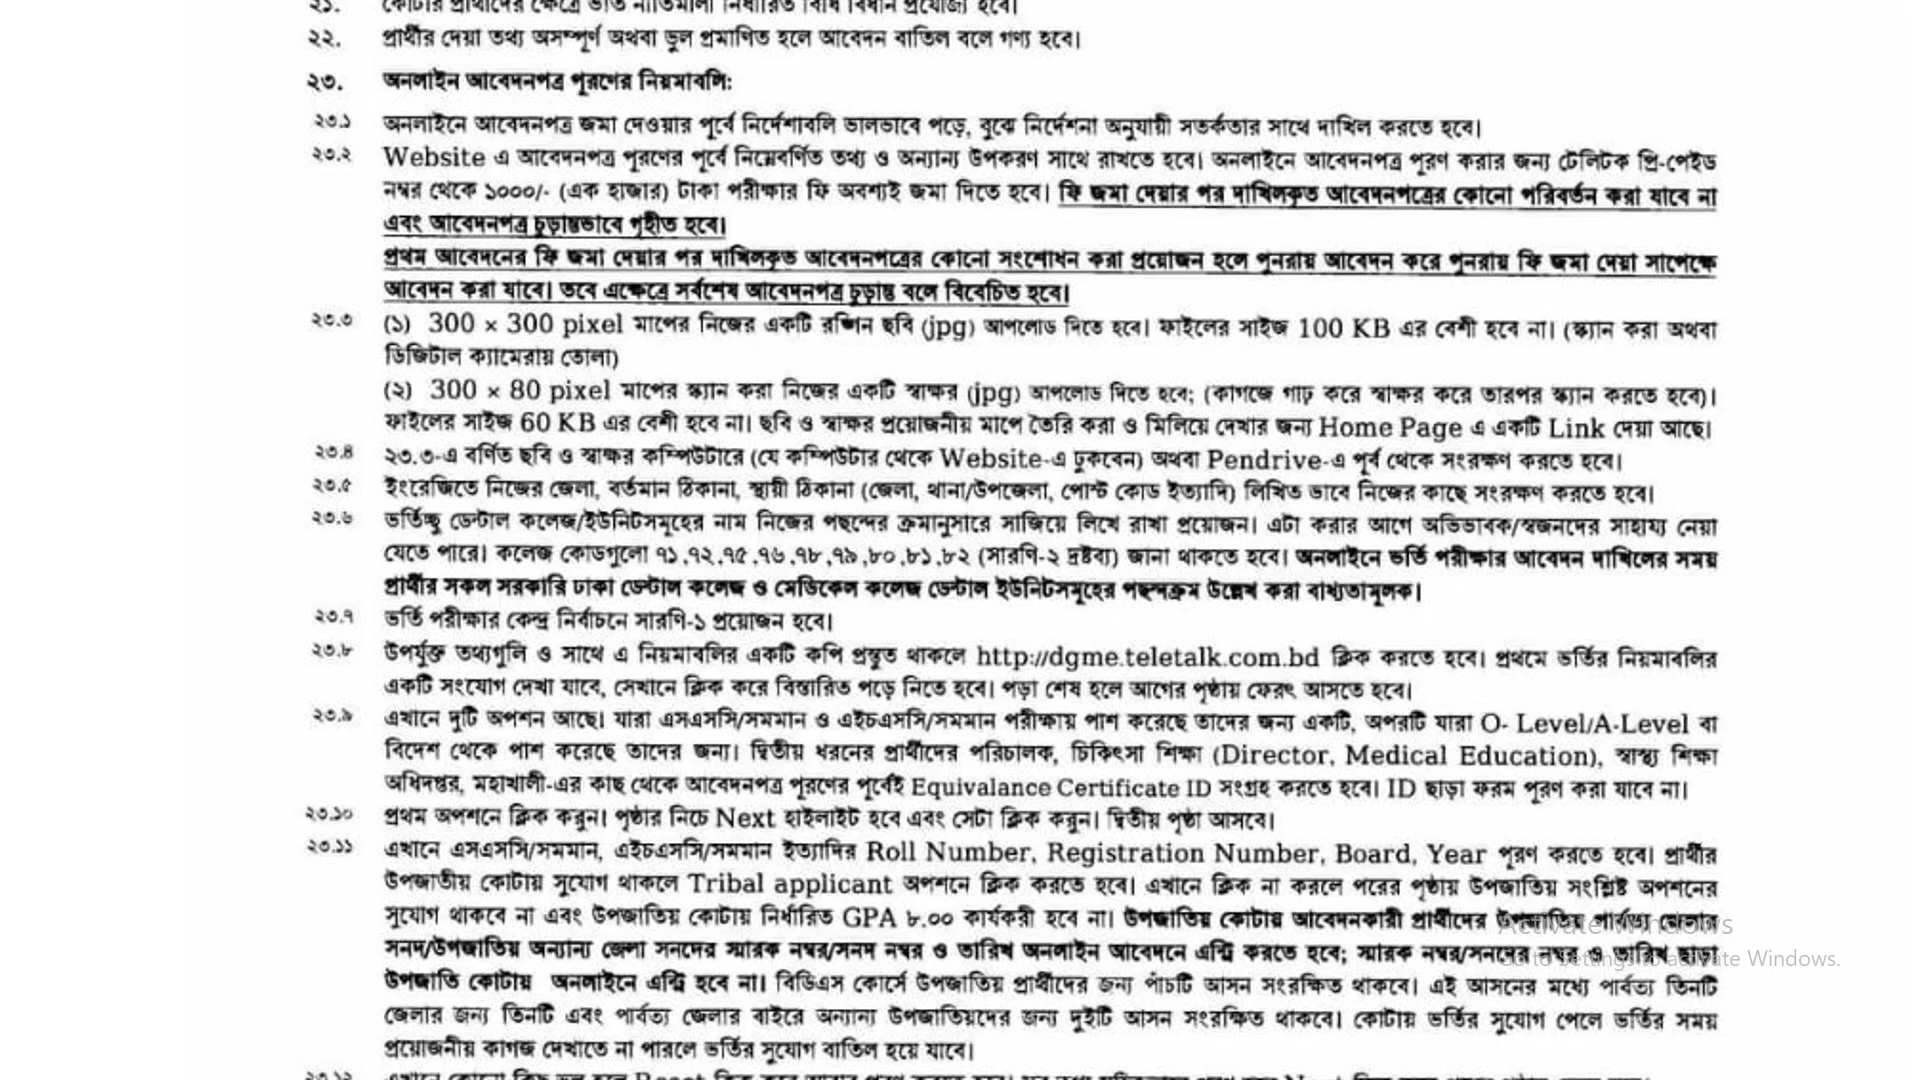 ২১. কোটার প্রার্থীদের ক্ষেত্রে ভর্তি নীতিমালা নির্ধারিত বিধি বিধান প্রযোজ্য হবে।
২২. প্রার্থীর দেয়া তথ্য অসম্পূর্ণ অথবা ভুল প্রমাণিত হলে আবেদন বাতিল বলে গণ্য হবে।
২৩. অনলাইন আবেদনপত্র পূরণের নিয়মাবলি:
২৩.১ অনলাইনে আবেদনপত্র জমা দেওয়ার পূর্বে নির্দেশাবলি ভালভাবে পড়ে, বুঝে নির্দেশনা অনুযায়ী সতর্কতার সাথে দাখিল করতে হবে।
২৩.২ Website এ আবেদনপত্র পূরণের পূর্বে নিম্নেবর্ণিত তথ্য ও অন্যান্য উপকরণ সাথে রাখতে হবে। অনলাইনে আবেদনপত্র পূরণ করার জন্য টেলিটক প্রি-পেইড
নম্বর থেকে ১০০০/- (এক হাজার) টাকা পরীক্ষার ফি অবশ্যই জমা দিতে হবে। ফি জমা দেয়ার পর দাখিলকৃত আবেদনপত্রের কোনো পরিবর্তন করা যাবে না
এবং আবেদনপত্র চূড়ান্তভাবে গৃহীত হবে।
প্রথম আবেদনের ফি জমা দেয়ার পর দাখিলকৃত আবেদনপত্রের কোনো সংশোধন করা প্রয়োজন হলে পুনরায় আবেদন করে পুনরায় ফি জমা দেয়া সাপেক্ষে
আবেদন করা যাবে। তবে এক্ষেত্রে সর্বশেষ আবেদনপত্র চূড়ান্ত বলে বিবেচিত হবে।
২৩.৩ (১) 300 × 300 pixel মাপের নিজের একটি রঙ্গিন ছবি (jpg) আপলোড দিতে হবে। ফাইলের সাইজ 100 KB এর বেশী হবে না। (স্ক্যান করা অথবা
ডিজিটাল ক্যামেরায় তোলা)
(২) 300 × 80 pixel মাপের স্ক্যান করা নিজের একটি স্বাক্ষর (jpg) আপলোড দিতে হবে; (কাগজে গাঢ় করে স্বাক্ষর করে তারপর স্ক্যান করতে হবে)।
ফাইলের সাইজ 60 KB এর বেশী হবে না। ছবি ও স্বাক্ষর প্রয়োজনীয় মাপে তৈরি করা ও মিলিয়ে দেখার জন্য Home Page এ একটি Link দেয়া আছে।
২৩.৪ ২৩.৩-এ বর্ণিত ছবি ও স্বাক্ষর কম্পিউটারে (যে কম্পিউটার থেকে Website-এ ঢুকবেন) অথবা Pendrive-এ পূর্ব থেকে সংরক্ষণ করতে হবে।
২৩.৫ ইংরেজিতে নিজের জেলা, বর্তমান ঠিকানা, স্থায়ী ঠিকানা (জেলা, থানা/উপজেলা, পোস্ট কোড ইত্যাদি) লিখিত ভাবে নিজের কাছে সংরক্ষণ করতে হবে।
২৩.৬ ভর্তিচ্ছু ডেন্টাল কলেজ/ইউনিটসমূহের নাম নিজের পছন্দের ক্রমানুসারে সাজিয়ে লিখে রাখা প্রয়োজন। এটা করার আগে অভিভাবক/স্বজনদের সাহায্য নেয়া
যেতে পারে। কলেজ কোডগুলো ৭১,৭২,৭৫,৭৬,৭৮,৭৯,৮০,৮১,৮২ (সারণি-২ দ্রষ্টব্য) জানা থাকতে হবে। অনলাইনে ভর্তি পরীক্ষার আবেদন দাখিলের সময়
প্রার্থীর সকল সরকারি ঢাকা ডেন্টাল কলেজ ও মেডিকেল কলেজ ডেন্টাল ইউনিটসমূহের পছন্দক্রম উল্লেখ করা বাধ্যতামূলক।
২৩.৭ ভর্তি পরীক্ষার কেন্দ্র নির্বাচনে সারণি-১ প্রয়োজন হবে।
২৩.৮ উপর্যুক্ত তথ্যগুলি ও সাথে এ নিয়মাবলির একটি কপি প্রস্তুত থাকলে http://dgme.teletalk.com.bd ক্লিক করতে হবে। প্রথমে ভর্তির নিয়মাবলির
একটি সংযোগ দেখা যাবে, সেখানে ক্লিক করে বিস্তারিত পড়ে নিতে হবে। পড়া শেষ হলে আগের পৃষ্ঠায় ফেরৎ আসতে হবে।
২৩.৯ এখানে দুটি অপশন আছে। যারা এসএসসি/সমমান ও এইচএসসি/সমমান পরীক্ষায় পাশ করেছে তাদের জন্য একটি, অপরটি যারা O- Level/A-Level বা
বিদেশ থেকে পাশ করেছে তাদের জন্য। দ্বিতীয় ধরনের প্রার্থীদের পরিচালক, চিকিৎসা শিক্ষা (Director, Medical Education), স্বাস্থ্য শিক্ষা
অধিদপ্তর, মহাখালী-এর কাছ থেকে আবেদনপত্র পূরণের পূর্বেই Equivalance Certificate ID সংগ্রহ করতে হবে। ID ছাড়া ফরম পূরণ করা যাবে না।
২৩.১০ প্রথম অপশনে ক্লিক করুন। পৃষ্ঠার নিচে Next হাইলাইট হবে এবং সেটা ক্লিক করুন। দ্বিতীয় পৃষ্ঠা আসবে।
২৩.১১ এখানে এসএসসি/সমমান, এইচএসসি/সমমান ইত্যাদির Roll Number, Registration Number, Board, Year পূরণ করতে হবে। প্রার্থীর
উপজাতীয় কোটায় সুযোগ থাকলে Tribal applicant অপশনে ক্লিক করতে হবে। এখানে ক্লিক না করলে পরের পৃষ্ঠায় উপজাতিয় সংশ্লিষ্ট অপশনের
সুযোগ থাকবে না এবং উপজাতিয় কোটায় নির্ধারিত GPA ৮.০০ কার্যকরী হবে না। উপজাতিয় কোটায় আবেদনকারী প্রার্থীদের উপজাতিয় পার্বত্য জেলার
সনদ/উপজাতিয় অন্যান্য জেলা সনদের স্মারক নম্বর/সনদ নম্বর ও তারিখ অনলাইন আবেদনে এন্ট্রি করতে হবে; স্মারক নম্বর/সনদের নম্বর ও তারিখ ছাড়া
উপজাতি কোটায় অনলাইনে এন্ট্রি হবে না। বিডিএস কোর্সে উপজাতিয় প্রার্থীদের জন্য পাঁচটি আসন সংরক্ষিত থাকবে। এই আসনের মধ্যে পার্বত্য তিনটি
জেলার জন্য তিনটি এবং পার্বত্য জেলার বাইরে অন্যান্য উপজাতিয়দের জন্য দুইটি আসন সংরক্ষিত থাকবে। কোটায় ভর্তির সুযোগ পেলে ভর্তির সময়
প্রয়োজনীয় কাগজ দেখাতে না পারলে ভর্তির সুযোগ বাতিল হয়ে যাবে।
Activate Windows
Go to Settings to activate Windows.